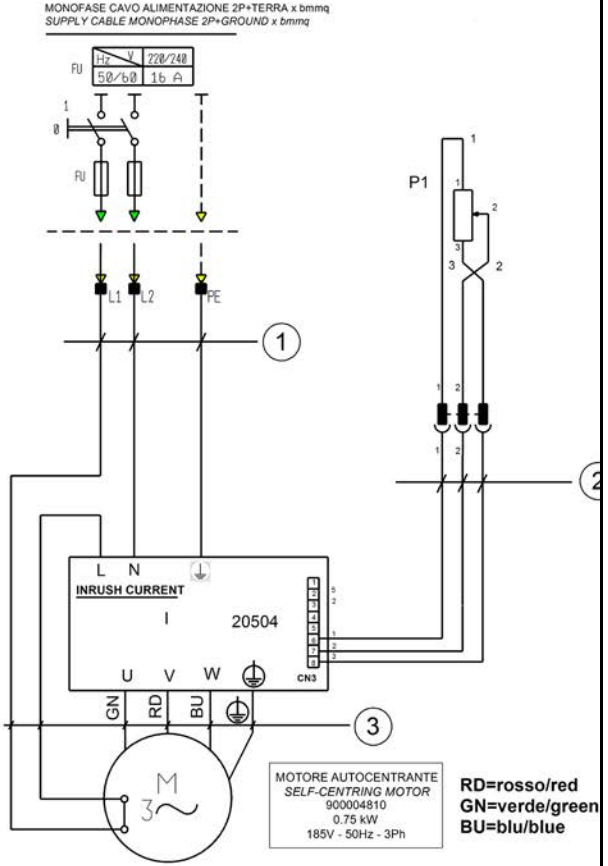 MONOFASE CAVO ALIMENTAZIONE 2P+TERRA x bmmq
SUPPLY CABLE MONOPHASE 2P+GROUND x bmmq
FU
Hz V 220/240
50/60 16 A
1
0
FU
L1 L2 PE
1
P1
1
1
2
3
3 2
1 2
1 2
2
L N
INRUSH CURRENT
I
20504
1
2
3
4
5
6
7
8
5
2
1
2
3
CN3
U V W
GN RD BU
3
M
3~
MOTORE AUTOCENTRANTE
SELF-CENTRING MOTOR
900004810
0.75 kW
185V - 50Hz - 3Ph
RD=rosso/red
GN=verde/green
BU=blu/blue